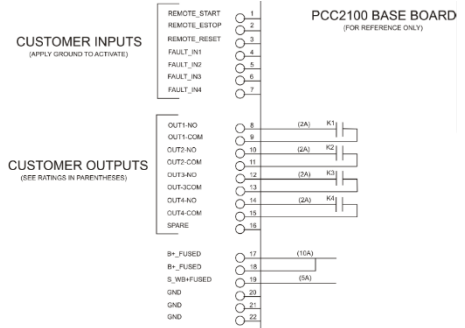 PCC2100 BASE BOARD
(FOR REFERENCE ONLY)
CUSTOMER INPUTS
(APPLY GROUND TO ACTIVATE)
REMOTE_START 1
REMOTE_ESTOP 2
REMOTE_RESET 3
FAULT_IN1 4
FAULT_IN2 5
FAULT_IN3 6
FAULT_IN4 7
CUSTOMER OUTPUTS
(SEE RATINGS IN PARENTHESES)
OUT1-NO 8 (2A) K1
OUT1-COM 9
OUT2-NO 10 (2A) K2
OUT2-COM 11
OUT3-NO 12 (2A) K3
OUT-3COM 13
OUT4-NO 14 (2A) K4
OUT4-COM 15
SPARE 16
B+_FUSED 17 (10A)
B+_FUSED 18
S_WB+FUSED 19 (5A)
GND 20
GND 21
GND 22